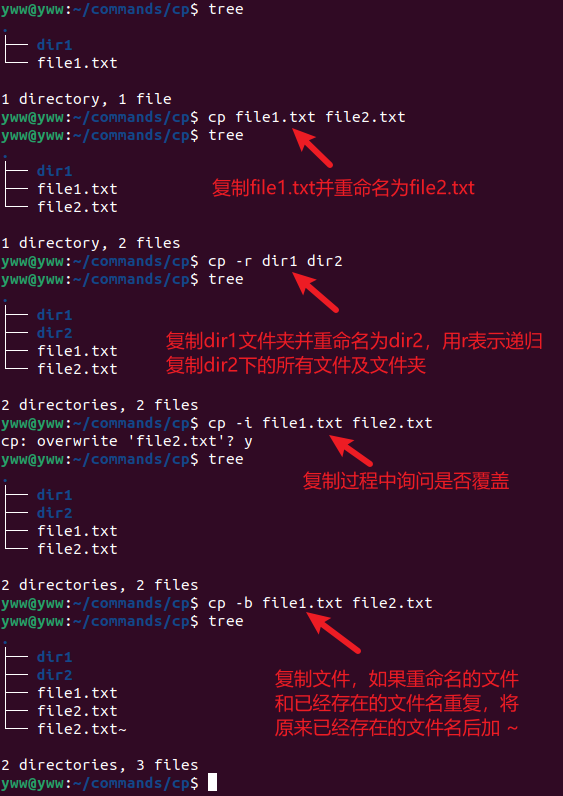 yww@yww:~/commands/cp$ tree
.
├── dir1
└── file1.txt
1 directory, 1 file
yww@yww:~/commands/cp$ cp file1.txt file2.txt
yww@yww:~/commands/cp$ tree
.
├── dir1
├── file1.txt
└── file2.txt
复制file1.txt并重命名为file2.txt
1 directory, 2 files
yww@yww:~/commands/cp$ cp -r dir1 dir2
yww@yww:~/commands/cp$ tree
.
├── dir1
├── dir2
├── file1.txt
└── file2.txt
复制dir1文件夹并重命名为dir2，用r表示递归
复制dir2下的所有文件及文件夹
2 directories, 2 files
yww@yww:~/commands/cp$ cp -i file1.txt file2.txt
cp: overwrite 'file2.txt'? y
yww@yww:~/commands/cp$ tree
复制过程中询问是否覆盖
.
├── dir1
├── dir2
├── file1.txt
└── file2.txt
2 directories, 2 files
yww@yww:~/commands/cp$ cp -b file1.txt file2.txt
yww@yww:~/commands/cp$ tree
.
├── dir1
├── dir2
├── file1.txt
├── file2.txt
└── file2.txt~
复制文件，如果重命名的文件
和已经存在的文件名重复，将
原来已经存在的文件名后加 ~
2 directories, 3 files
yww@yww:~/commands/cp$